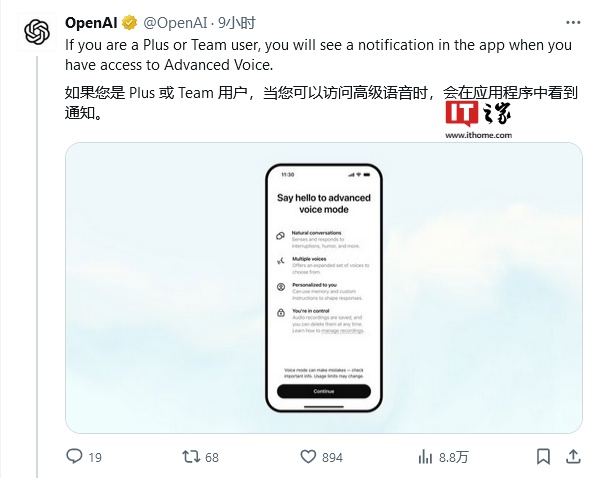 OpenAI @OpenAI · 9小时
If you are a Plus or Team user, you will see a notification in the app when you
have access to Advanced Voice.
如果您是 Plus 或 Team 用户，当您可以访问高级语音时，会在应用程序中看到
通知。
IT之家
www.ithome.com
11:30
Say hello to advanced
voice mode
Natural conversations
Senses and responds to
interruptions, humor, and more.
Multiple voices
Offers an expanded set of voices to
choose from.
Personalized to you
Can use memory and custom
instructions to shape responses.
You're in control
Audio recordings are saved, and
you can delete them at any time.
Learn how to manage recordings.
Voice mode can make mistakes — check
important info. Usage limits may change.
Continue
19 68 894 8.8万